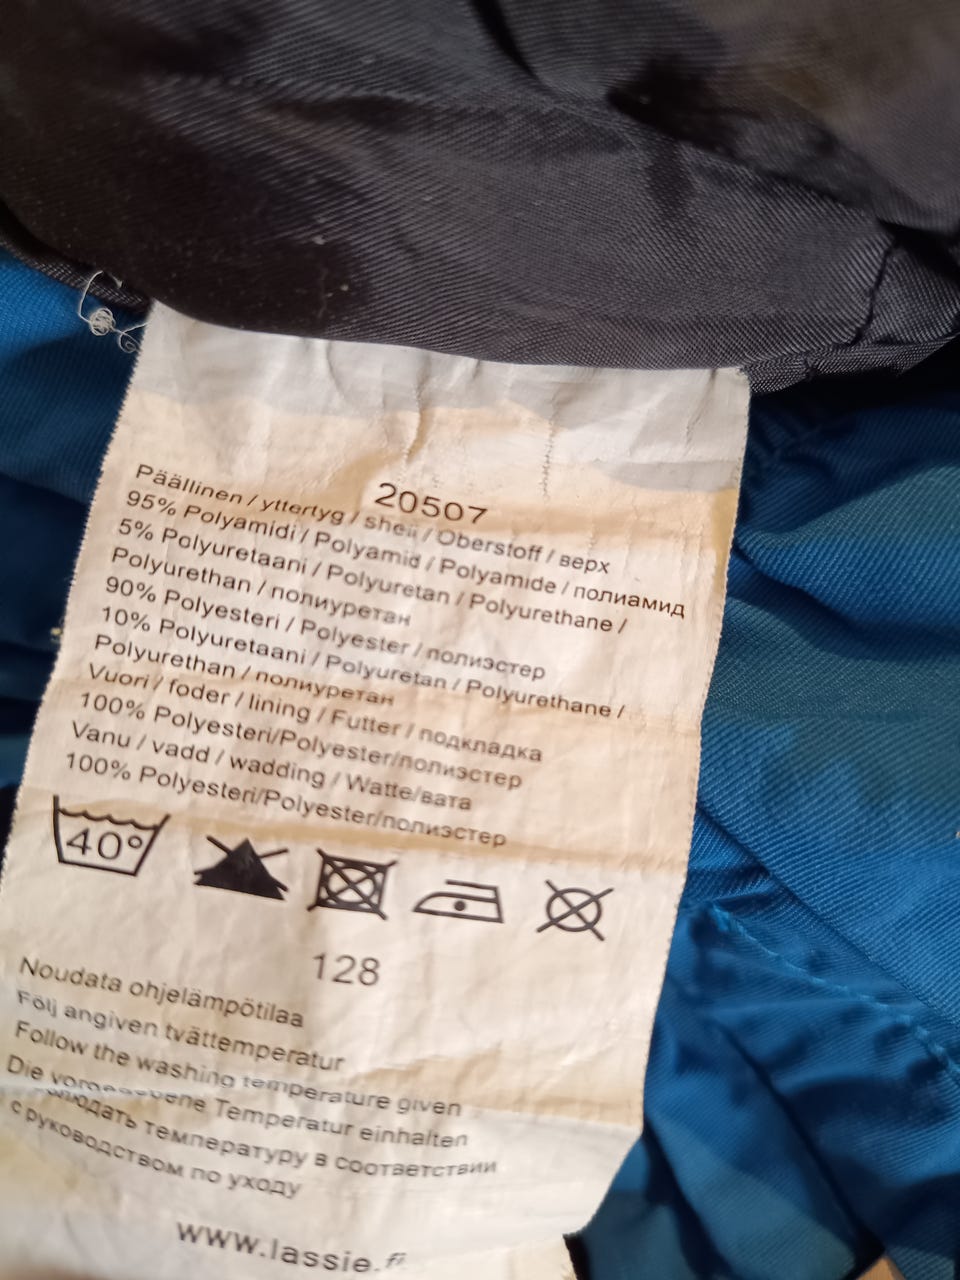 20507
Päällinen / yttertyg / shell / Oberstoff / верх
95% Polyamidi / Polyamid / Polyamide / полиамид
5% Polyuretaani / Polyuretan / Polyurethane /
Polyurethan / полиуретан
90% Polyesteri / Polyester / полиэстер
10% Polyuretaani / Polyuretan / Polyurethane /
Polyurethan / полиуретан
Vuori / foder / lining / Futter / подкладка
100% Polyesteri/Polyester/полиэстер
Vanu / vadd / wadding / Watte/вата
100% Polyesteri/Polyester/полиэстер
40°
128
Noudata ohjelämpötilaa
Följ angiven tvättemperatur
Follow the washing temperature given
Die vorgegebene Temperatur einhalten
температуру в соответствии
с руководством по уходу
www.lassie.fi